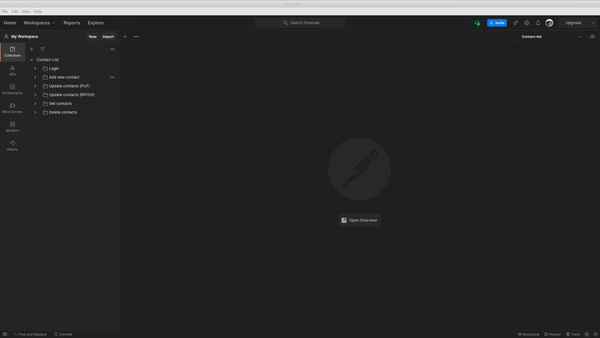 File Edit View Help
Home Workspaces Reports Explore
Search Postman
Invite
Upgrade
My Workspace
New Import
Contact-list
Collections
APIs
Environments
Mock Servers
Monitors
History
Contact-List
Login
Add new contact
Update contacts (PUT)
Update contacts (PATCH)
Get contacts
Delete contacts
Open Overview
Find and Replace Console
Bootcamp Runner Trash